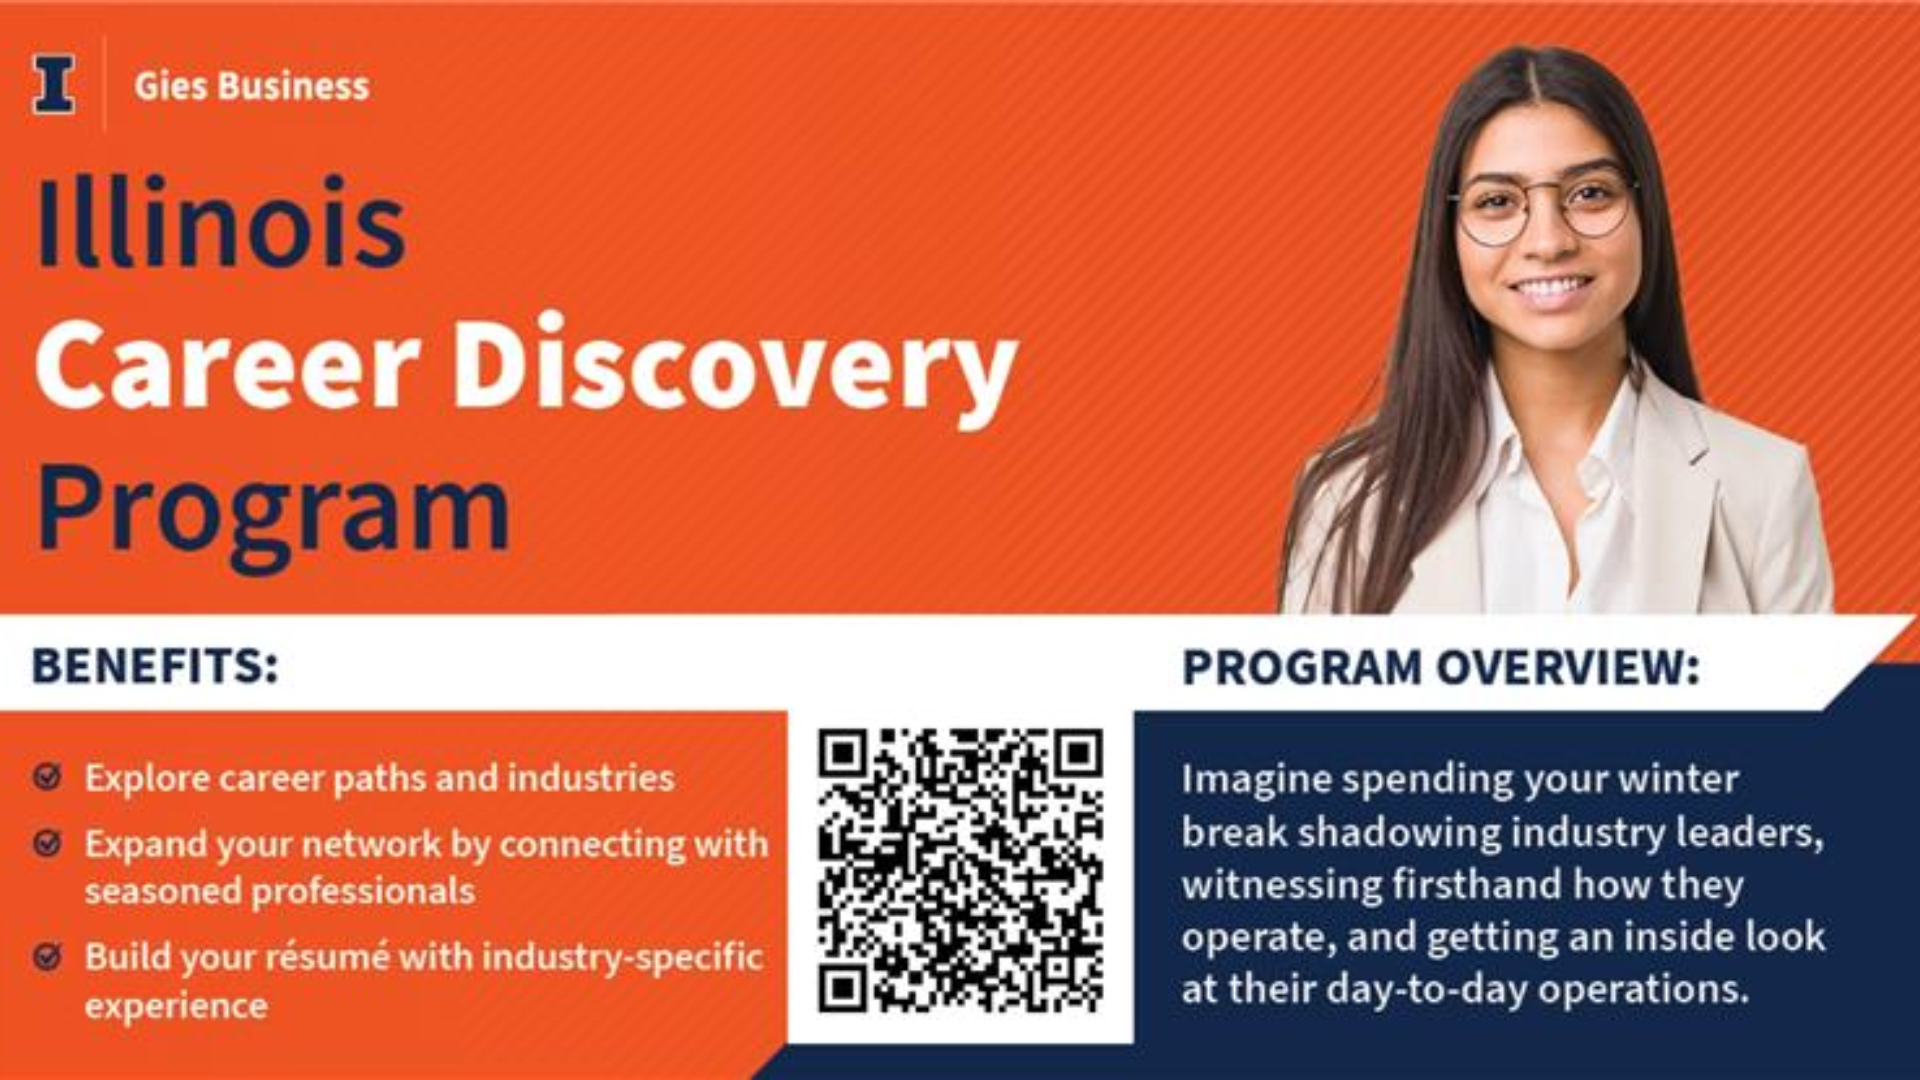 I
Gies Business
Illinois
Career Discovery
Program
BENEFITS:
Explore career paths and industries
Expand your network by connecting with
seasoned professionals
Build your résumé with industry-specific
experience
PROGRAM OVERVIEW:
Imagine spending your winter
break shadowing industry leaders,
witnessing firsthand how they
operate, and getting an inside look
at their day-to-day operations.